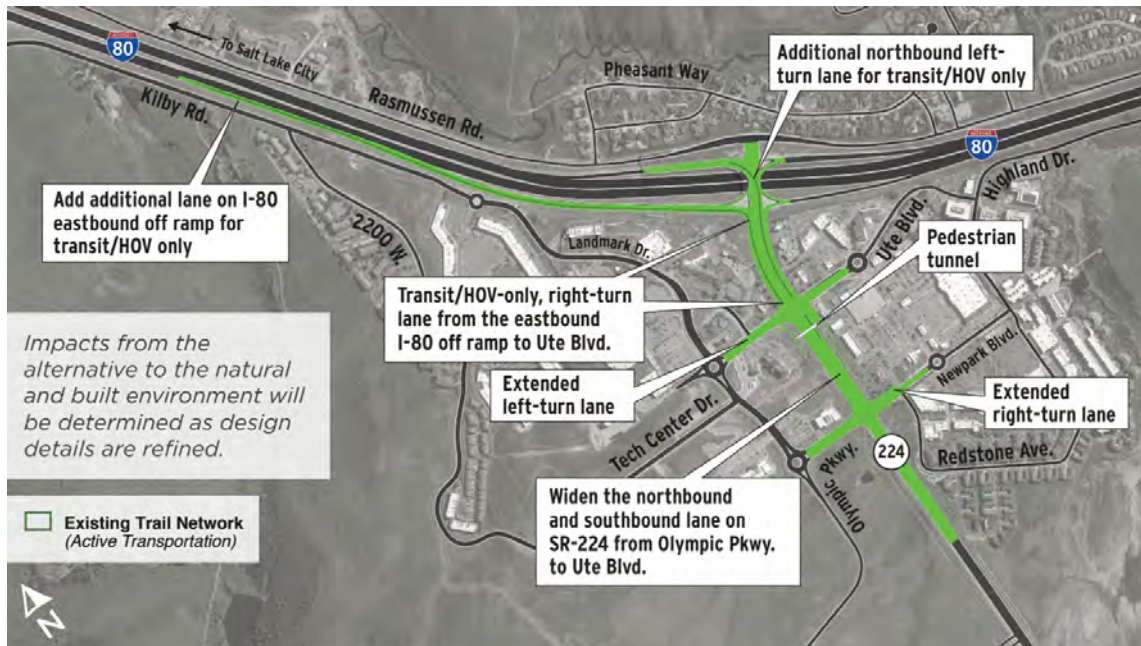 80
To Salt Lake City
Kilby Rd.
Rasmussen Rd.
Pheasant Way
Additional northbound left-
turn lane for transit/HOV only
80
Highland Dr.
Add additional lane on I-80
eastbound off ramp for
transit/HOV only
2200 W.
Landmark Dr.
Ute Blvd.
Pedestrian
tunnel
Transit/HOV-only, right-turn
lane from the eastbound
I-80 off ramp to Ute Blvd.
Impacts from the
alternative to the natural
and built environment will
be determined as design
details are refined.
Extended
left-turn lane
Newpark Blvd.
Extended
right-turn lane
Tech Center Dr.
Olympic Pkwy.
224
Redstone Ave.
Widen the northbound
and southbound lane on
SR-224 from Olympic Pkwy.
to Ute Blvd.
Existing Trail Network
(Active Transportation)
N